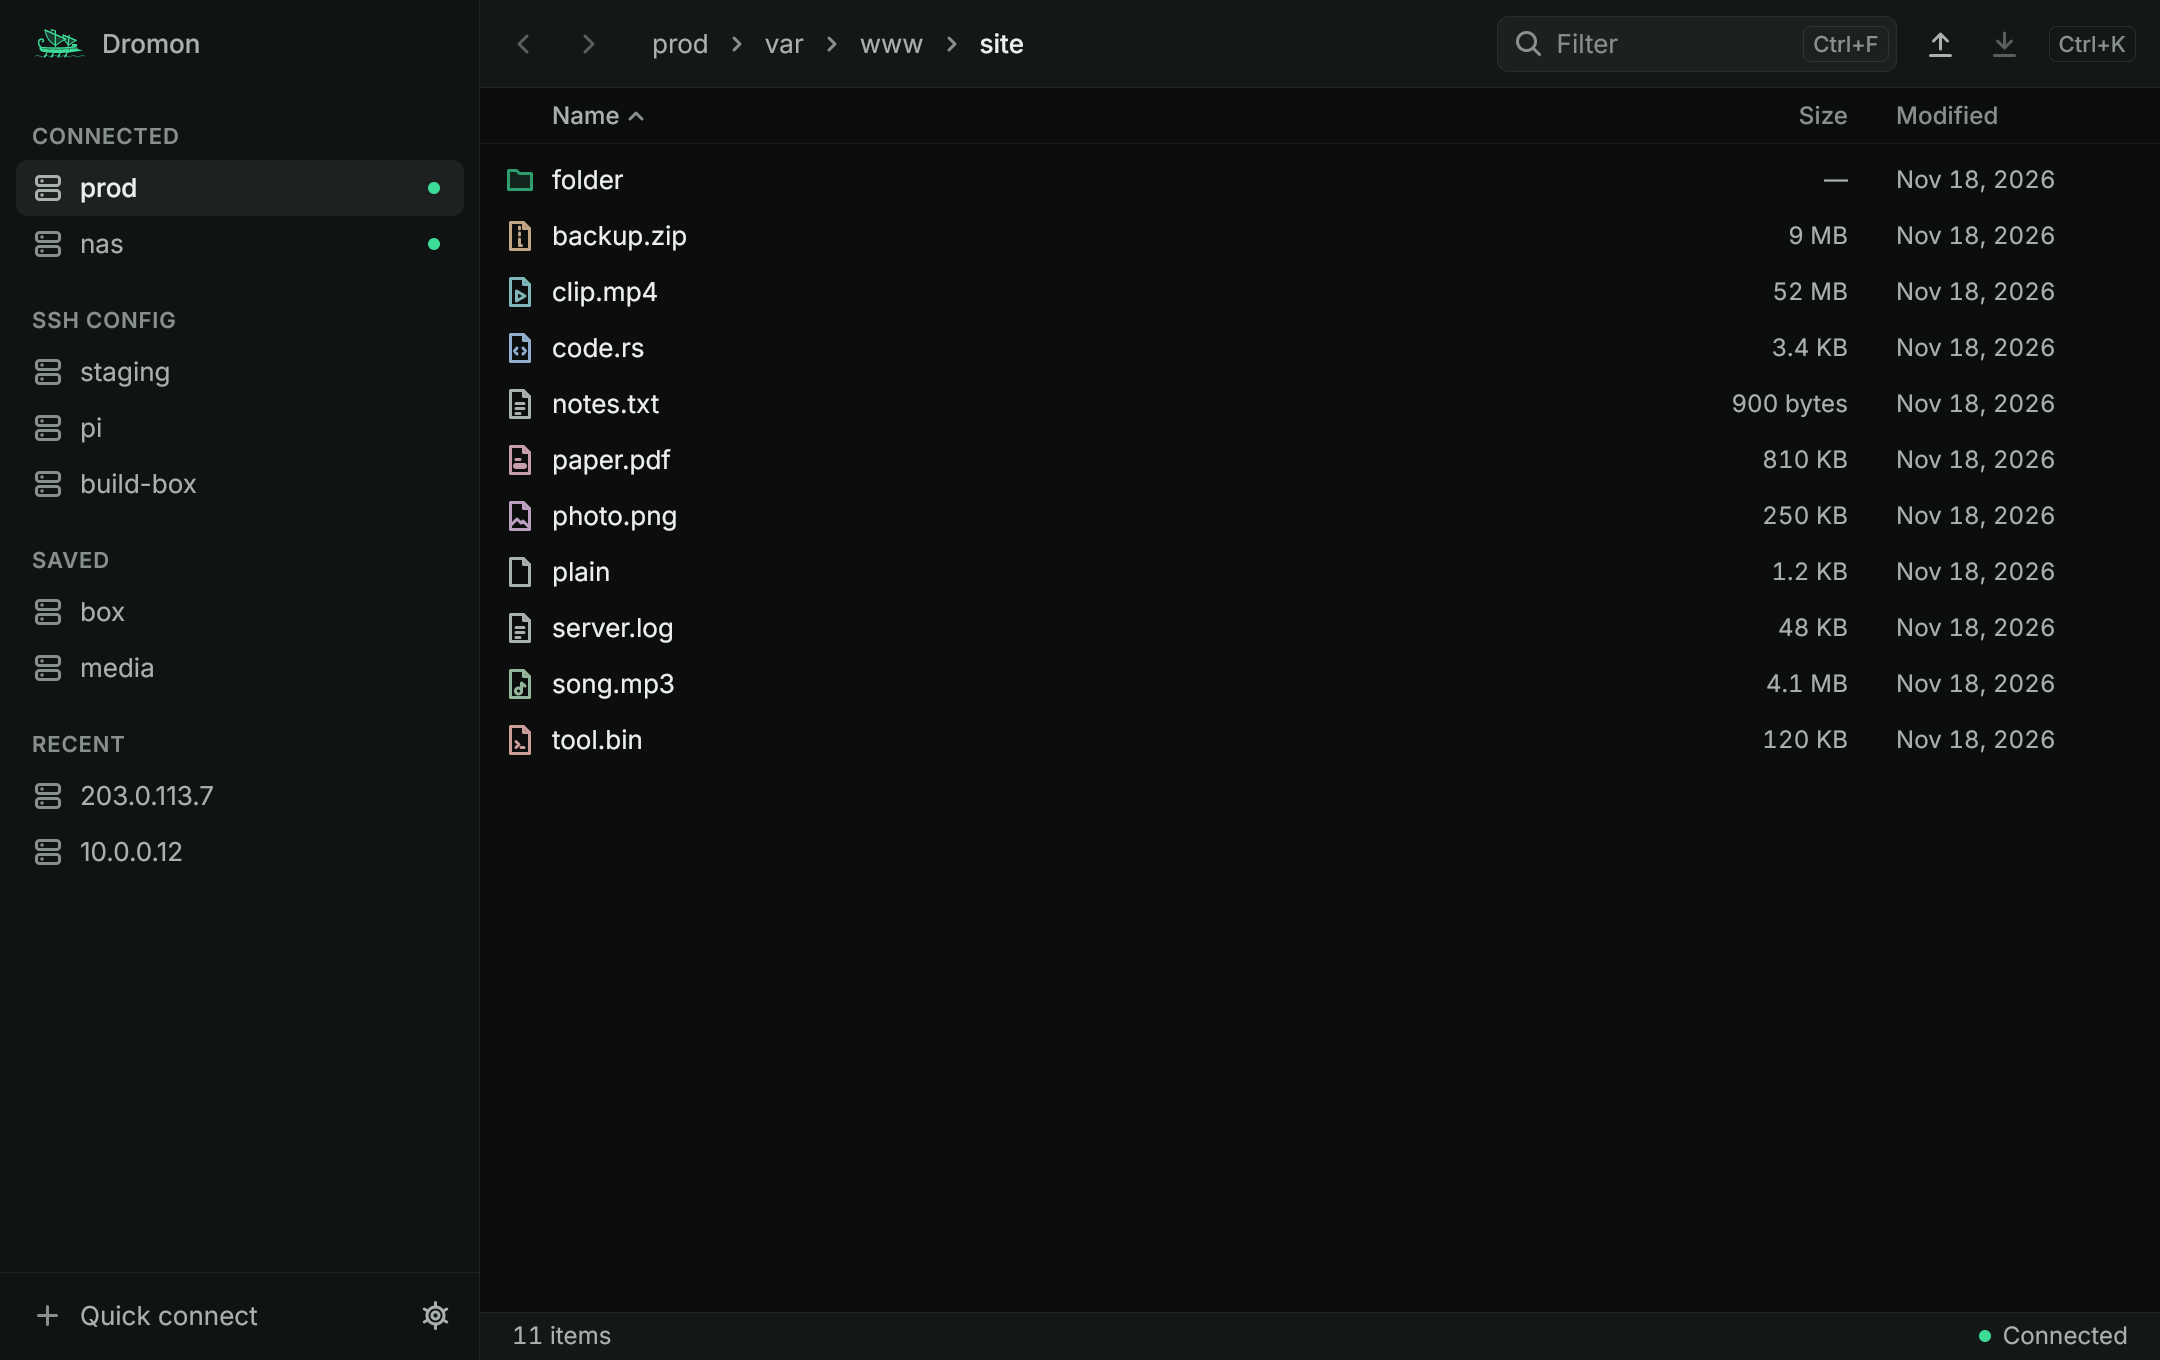 Dromon
CONNECTED
prod
nas
SSH CONFIG
staging
pi
build-box
SAVED
box
media
RECENT
203.0.113.7
10.0.0.12
Quick connect
prod > var > www > site
Filter Ctrl+F
Ctrl+K
Name Size Modified
folder — Nov 18, 2026
backup.zip 9 MB Nov 18, 2026
clip.mp4 52 MB Nov 18, 2026
code.rs 3.4 KB Nov 18, 2026
notes.txt 900 bytes Nov 18, 2026
paper.pdf 810 KB Nov 18, 2026
photo.png 250 KB Nov 18, 2026
plain 1.2 KB Nov 18, 2026
server.log 48 KB Nov 18, 2026
song.mp3 4.1 MB Nov 18, 2026
tool.bin 120 KB Nov 18, 2026
11 items
Connected